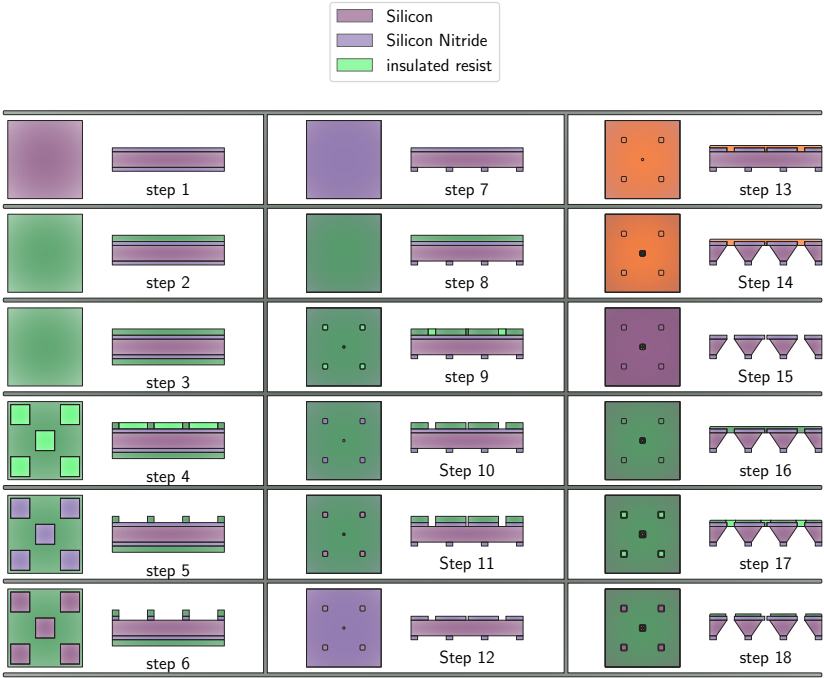 Silicon
Silicon Nitride
insulated resist
step 1
step 2
step 3
step 4
step 5
step 6
step 7
step 8
step 9
Step 10
Step 11
Step 12
step 13
Step 14
Step 15
step 16
step 17
step 18